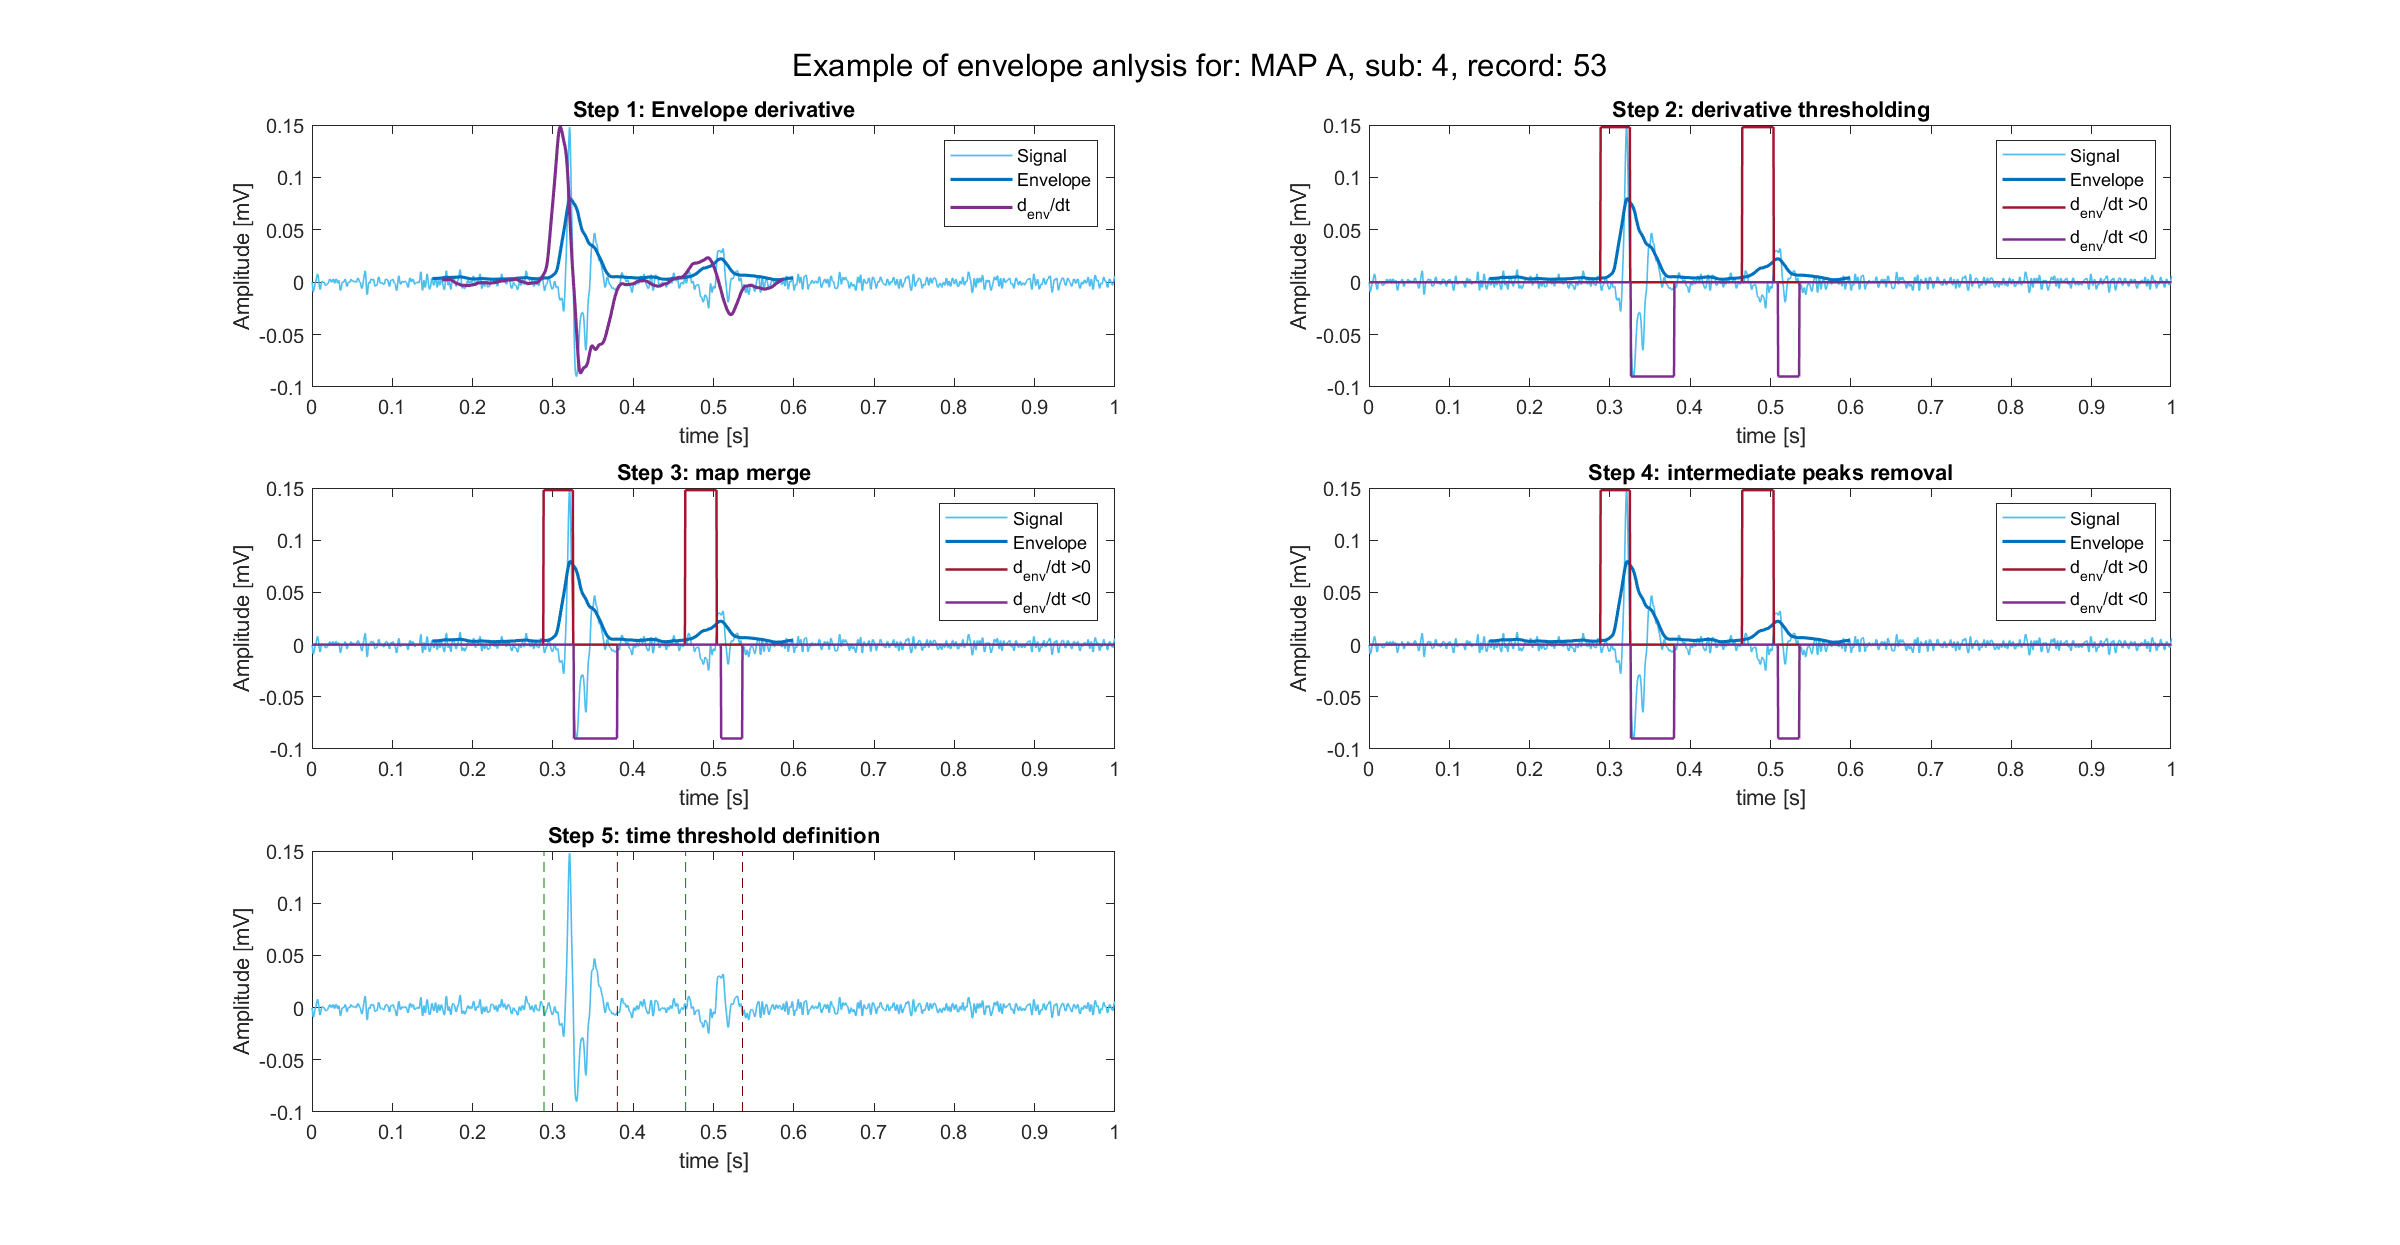 Example of envelope anlysis for: MAP A, sub: 4, record: 53
Step 1: Envelope derivative
0.15
0.1
0.05
0
-0.05
-0.1
Amplitude [mV]
Signal
Envelope
d_env/dt
0 0.1 0.2 0.3 0.4 0.5 0.6 0.7 0.8 0.9 1
time [s]
Step 2: derivative thresholding
0.15
0.1
0.05
0
-0.05
-0.1
Amplitude [mV]
Signal
Envelope
d_env/dt >0
d_env/dt <0
0 0.1 0.2 0.3 0.4 0.5 0.6 0.7 0.8 0.9 1
time [s]
Step 3: map merge
0.15
0.1
0.05
0
-0.05
-0.1
Amplitude [mV]
Signal
Envelope
d_env/dt >0
d_env/dt <0
0 0.1 0.2 0.3 0.4 0.5 0.6 0.7 0.8 0.9 1
time [s]
Step 4: intermediate peaks removal
0.15
0.1
0.05
0
-0.05
-0.1
Amplitude [mV]
Signal
Envelope
d_env/dt >0
d_env/dt <0
0 0.1 0.2 0.3 0.4 0.5 0.6 0.7 0.8 0.9 1
time [s]
Step 5: time threshold definition
0.15
0.1
0.05
0
-0.05
-0.1
Amplitude [mV]
0 0.1 0.2 0.3 0.4 0.5 0.6 0.7 0.8 0.9 1
time [s]